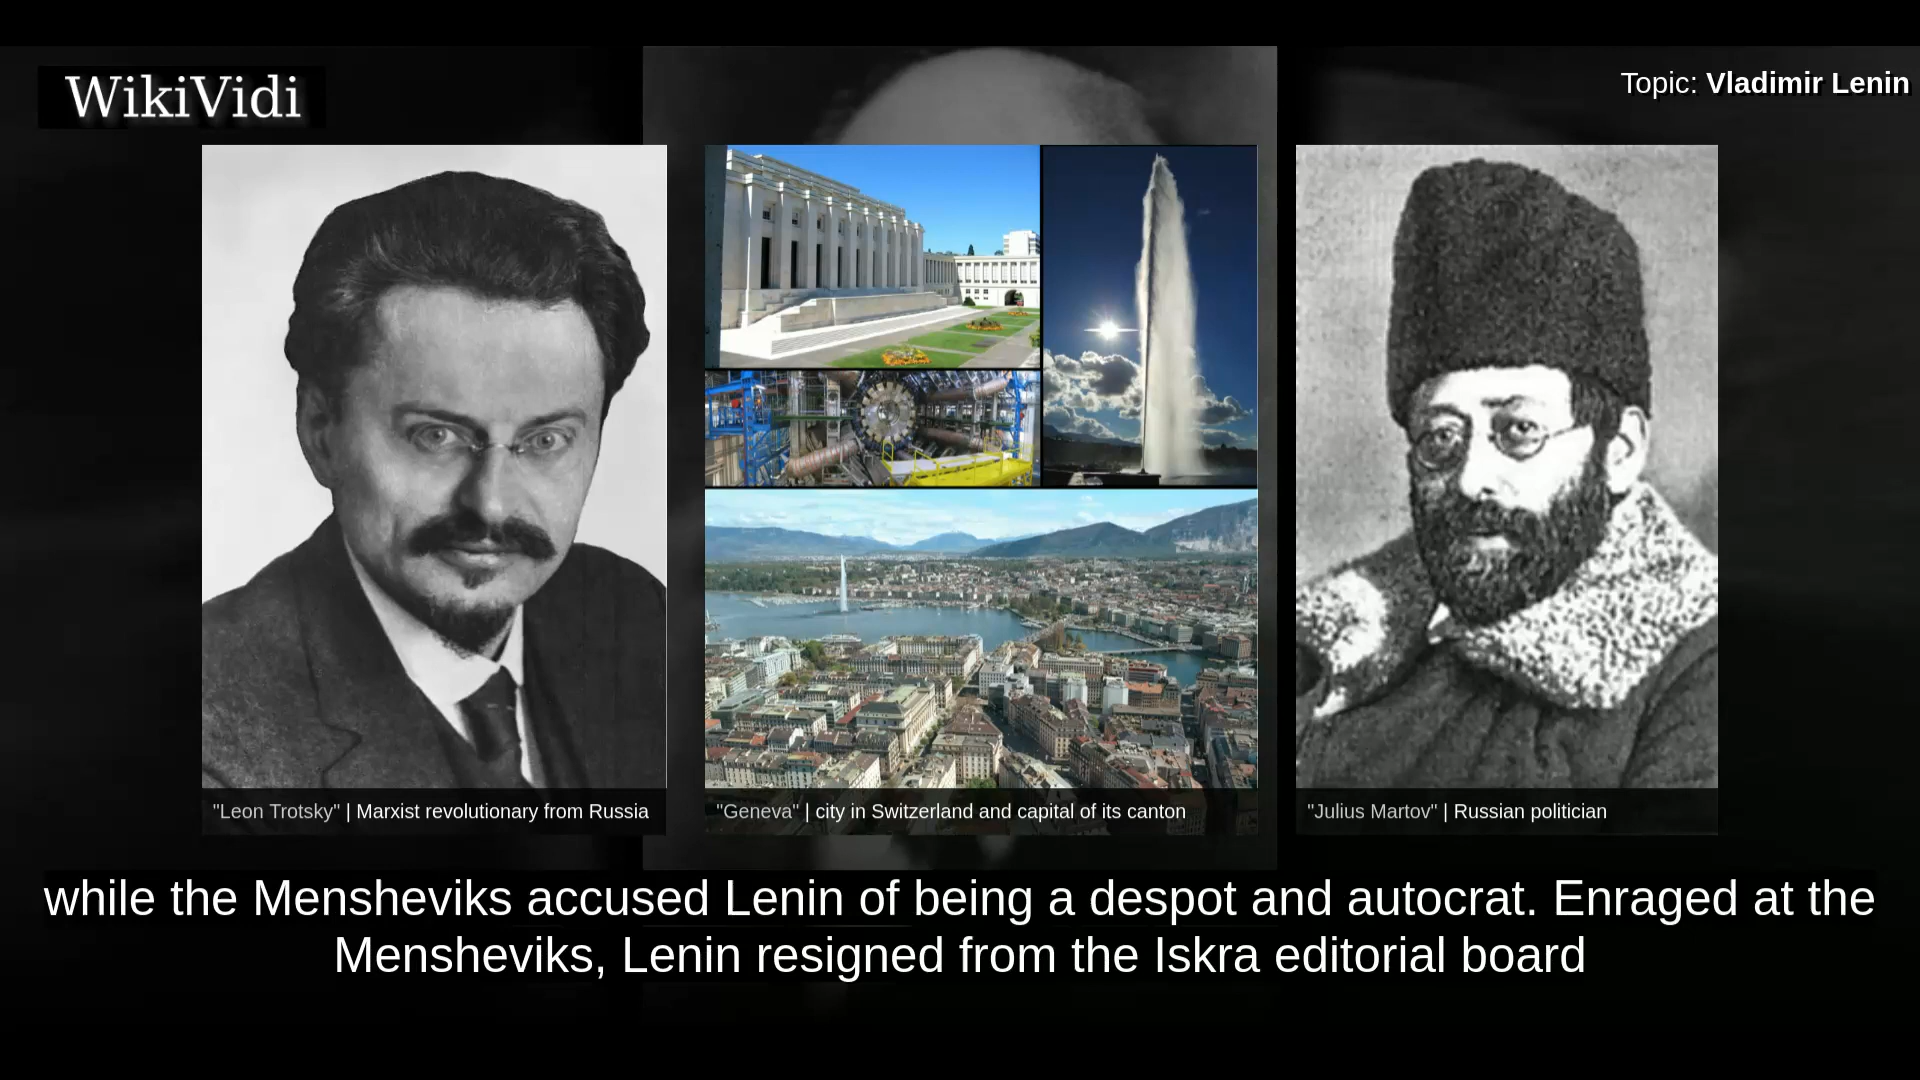 WikiVidi
Topic: Vladimir Lenin
"Leon Trotsky" | Marxist revolutionary from Russia
"Geneva" | city in Switzerland and capital of its canton
"Julius Martov" | Russian politician
while the Mensheviks accused Lenin of being a despot and autocrat. Enraged at the
Mensheviks, Lenin resigned from the Iskra editorial board